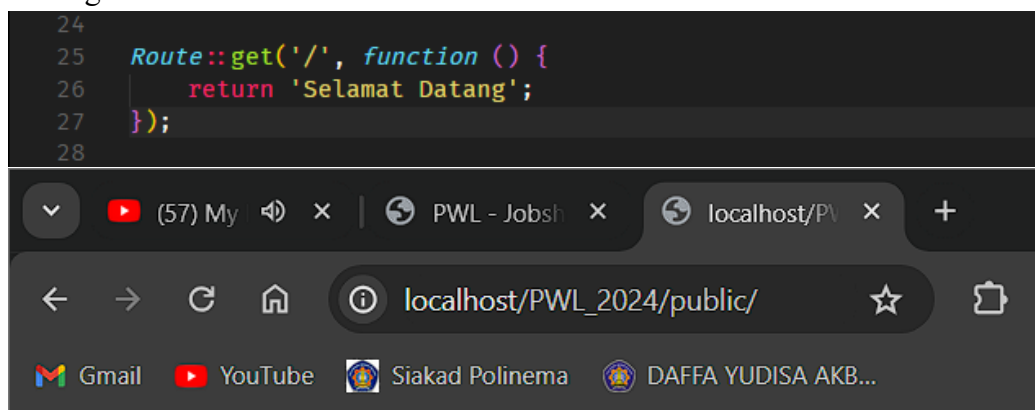 24
25 Route::get('/', function () {
26 return 'Selamat Datang';
27 });
28
(57) My PWL - Jobsh localhost/PW
localhost/PWL_2024/public/
Gmail YouTube Siakad Polinema DAFFA YUDISA AKB...